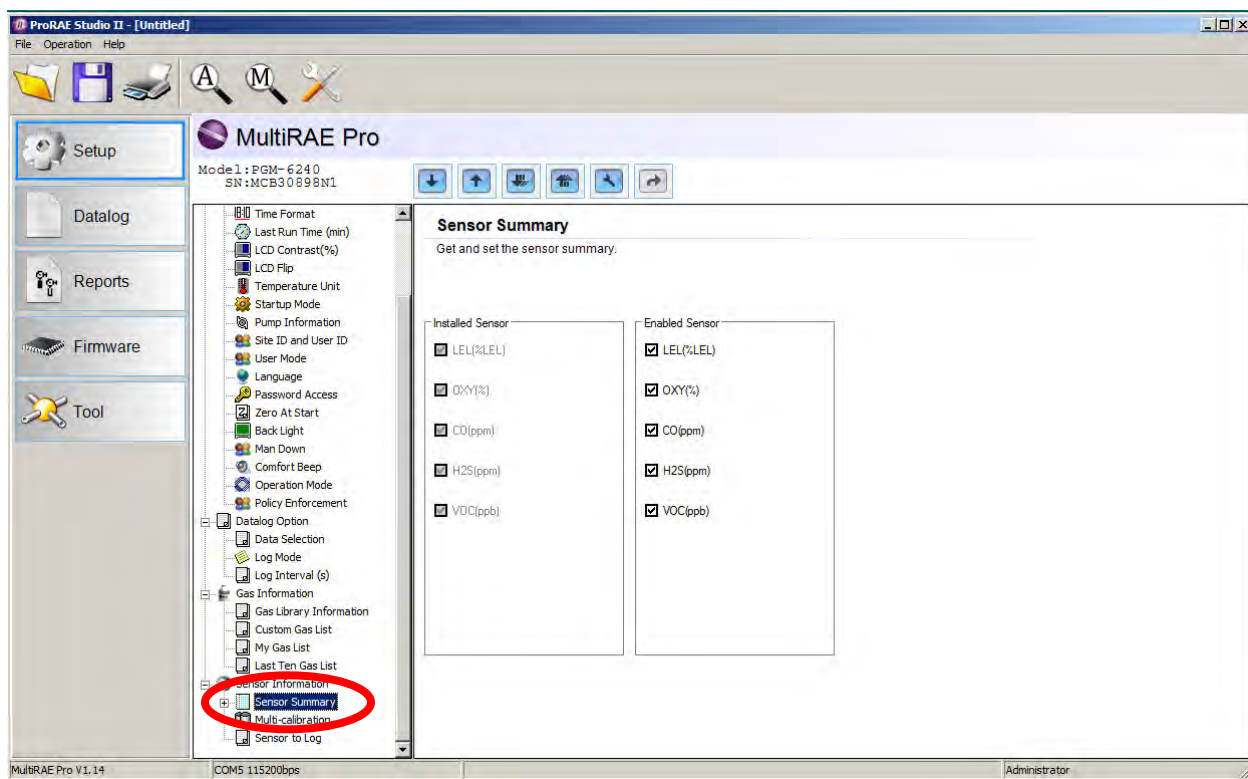 ProRAE Studio II - [Untitled]
File Operation Help
A M
Setup
Datalog
Reports
Firmware
Tool
MultiRAE Pro
Model:PGM-6240
SN:MCB30898N1
Time Format
Last Run Time (min)
LCD Contrast(%)
LCD Flip
Temperature Unit
Startup Mode
Pump Information
Site ID and User ID
User Mode
Language
Password Access
Zero At Start
Back Light
Man Down
Comfort Beep
Operation Mode
Policy Enforcement
Datalog Option
Data Selection
Log Mode
Log Interval (s)
Gas Information
Gas Library Information
Custom Gas List
My Gas List
Last Ten Gas List
Sensor Information
Sensor Summary
Multi-calibration
Sensor to Log
Sensor Summary
Get and set the sensor summary.
Installed Sensor
LEL(%LEL)
OXY(%)
CO(ppm)
H2S(ppm)
VOC(ppb)
Enabled Sensor
LEL(%LEL)
OXY(%)
CO(ppm)
H2S(ppm)
VOC(ppb)
MultiRAE Pro V1.14
COM5 115200bps
Administrator